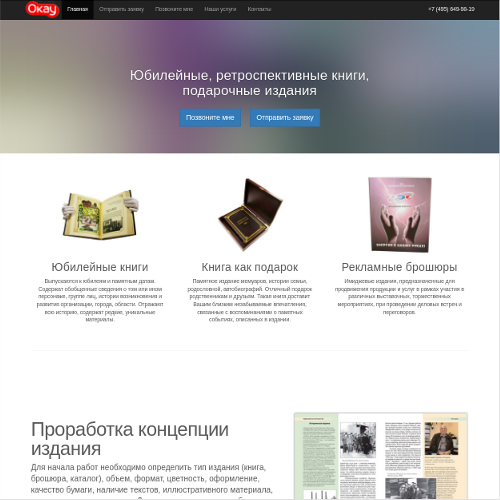 Okay Главная Отправить заявку Позвоните мне Наши услуги Контакты +7 (495) 649-98-19
Юбилейные, ретроспективные книги,
подарочные издания
Позвоните мне Отправить заявку
Юбилейные книги
Выпускаются к юбилеям и памятным датам.
Содержат обобщенные сведения о том или ином
персонаже, группе лиц, истории возникновения и
развития организации, города, области. Отражают
всю историю, содержат редкие, уникальные
материалы.
Книга как подарок
Памятное издание мемуаров, истории семьи,
родословной, автобиографий. Отличный подарок
родственникам и друзьям. Такая книга доставит
Вашим близким незабываемые впечатления,
связанные с воспоминаниями о памятных
событиях, описанных в издании.
Рекламные брошюры
Имиджевые издания, предназначенные для
продвижения продукции и услуг в рамках участия в
различных выставочных, торжественных
мероприятиях, при проведении деловых встреч и
переговоров.
Проработка концепции
издания
Для начала работ необходимо определить тип издания (книга,
брошюра, каталог), объем, формат, цветность, оформление,
качество бумаги, наличие текстов, иллюстративного материала,